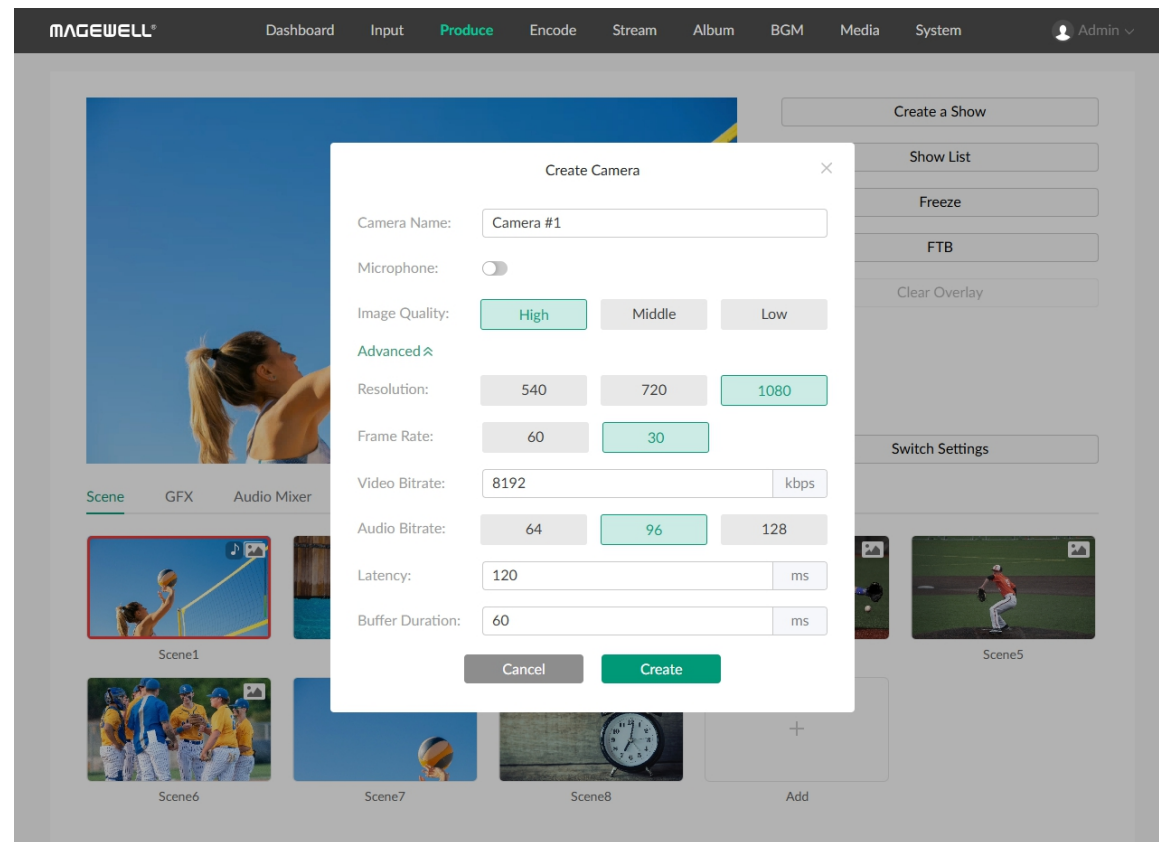 MAGEWELL® Dashboard Input Produce Encode Stream Album BGM Media System Admin
Create a Show
Show List
Freeze
FTB
Clear Overlay
Switch Settings
Create Camera
Camera Name: Camera #1
Microphone:
Image Quality: High Middle Low
Advanced
Resolution: 540 720 1080
Frame Rate: 60 30
Video Bitrate: 8192 kbps
Audio Bitrate: 64 96 128
Latency: 120 ms
Buffer Duration: 60 ms
Cancel Create
Scene GFX Audio Mixer
Scene1 Scene5
Scene6 Scene7 Scene8 Add